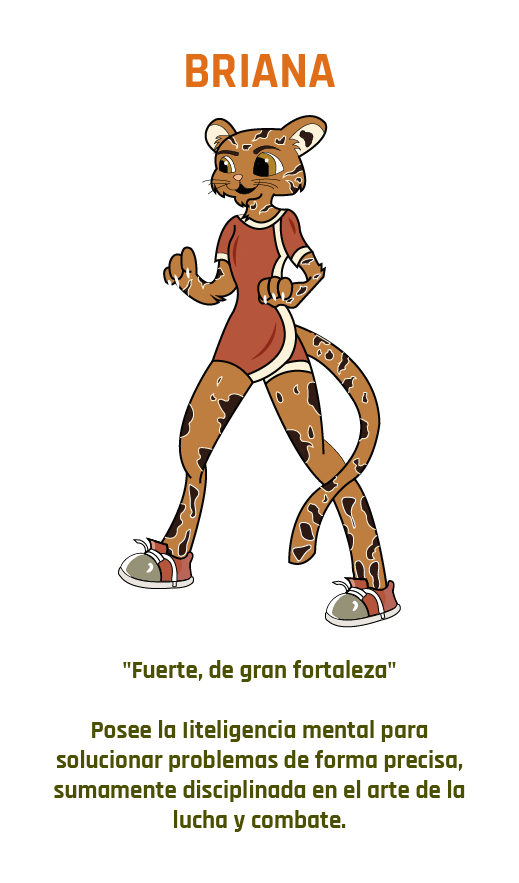 BRIANA
"Fuerte, de gran fortaleza"
Posee la Iiteligencia mental para
solucionar problemas de forma precisa,
sumamente disciplinada en el arte de la
lucha y combate.